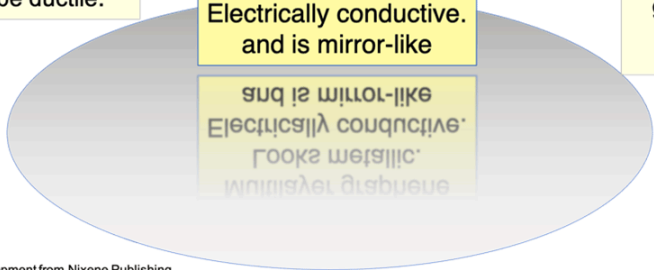 be ductile.
Electrically conductive.
and is mirror-like
and is mirror-like
Electrically conductive.
Looks metallic.
Multilayer graphene
from Nixene Publishing